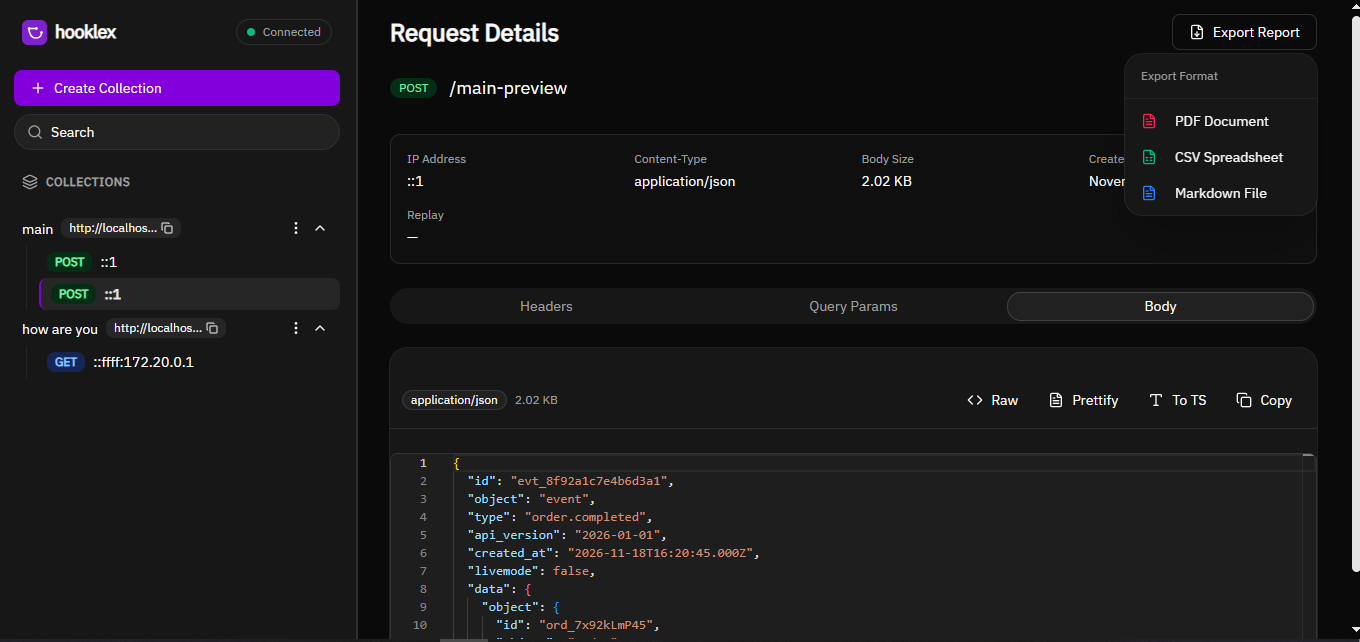 hooklex
Connected
Create Collection
Search
COLLECTIONS
main http://localhos...
POST ::1
POST ::1
how are you http://localhos...
GET ::ffff:172.20.0.1
Request Details
Export Report
Export Format
PDF Document
CSV Spreadsheet
Markdown File
POST /main-preview
IP Address
::1
Content-Type
application/json
Body Size
2.02 KB
Create
Nover
Replay
—
Headers
Query Params
Body
application/json 2.02 KB
Raw
Prettify
To TS
Copy
1 {
2 "id": "evt_8f92a1c7e4b6d3a1",
3 "object": "event",
4 "type": "order.completed",
5 "api_version": "2026-01-01",
6 "created_at": "2026-11-18T16:20:45.000Z",
7 "livemode": false,
8 "data": {
9 "object": {
10 "id": "ord_7x92kLmP45",